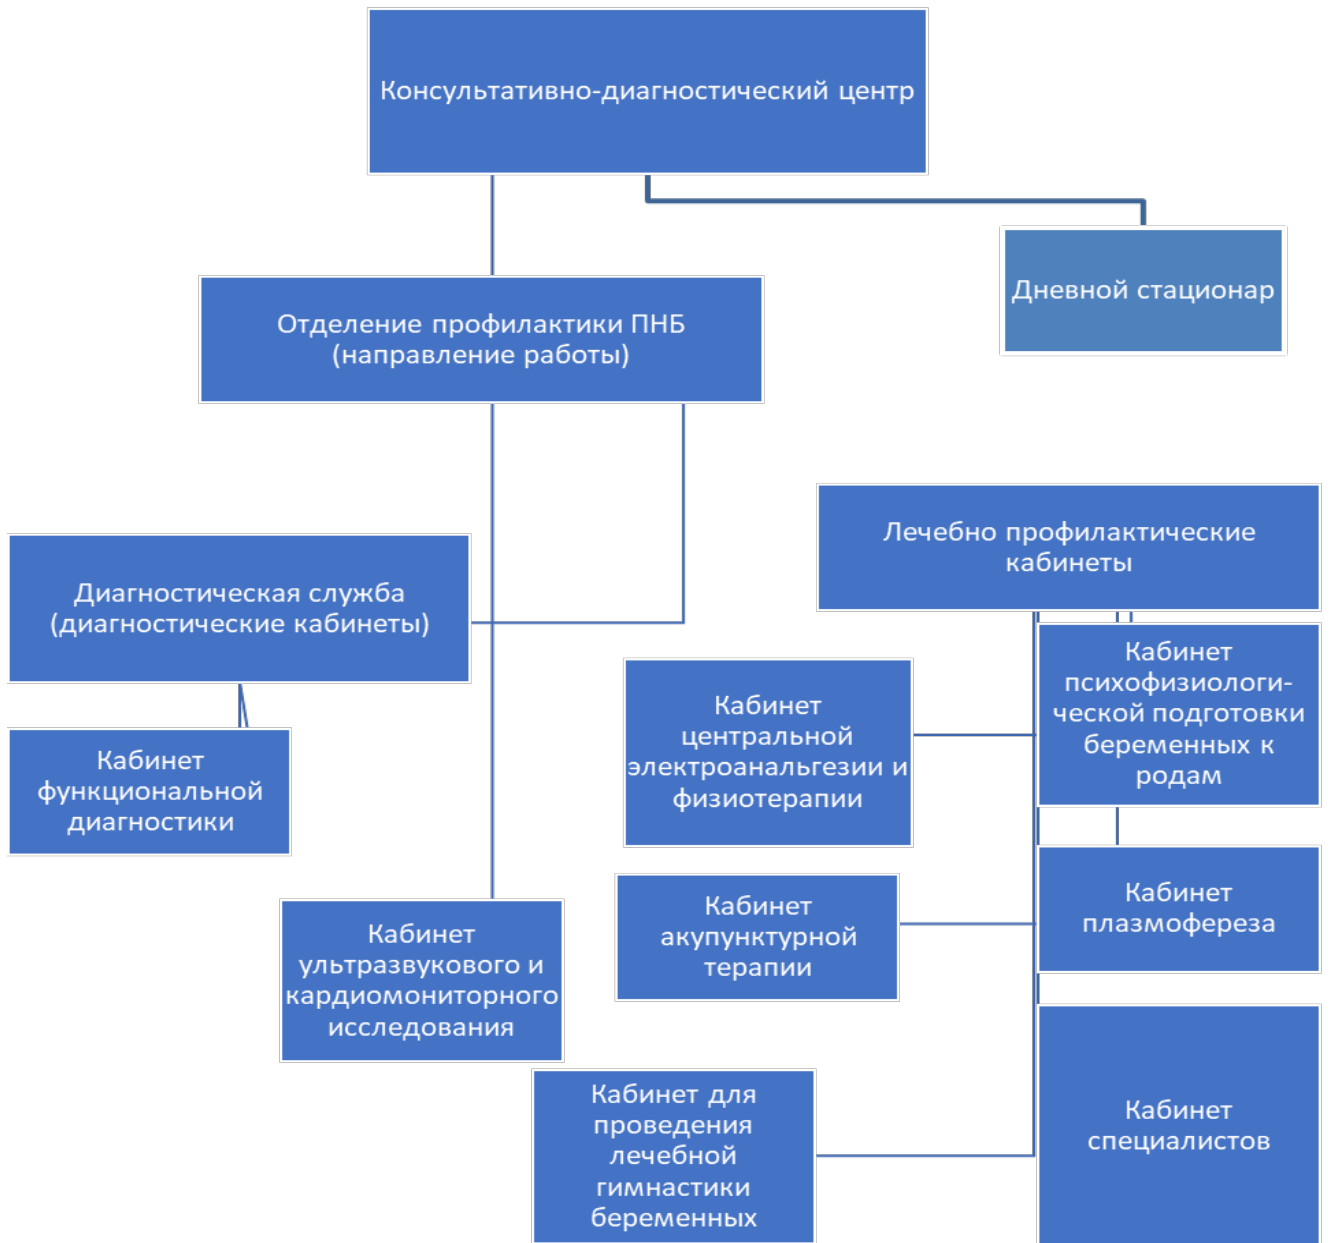 Консультативно-диагностический центр
Дневной стационар
Отделение профилактики ПНБ
(направление работы)
Лечебно профилактические
кабинеты
Диагностическая служба
(диагностические кабинеты)
Кабинет
психофизиологи-
ческой подготовки
беременных к
родам
Кабинет
центральной
электроанальгезии и
физиотерапии
Кабинет
функциональной
диагностики
Кабинет
плазмофереза
Кабинет
акупунктурной
терапии
Кабинет
ультразвукового и
кардиомониторного
исследования
Кабинет
специалистов
Кабинет для
проведения
лечебной
гимнастики
беременных